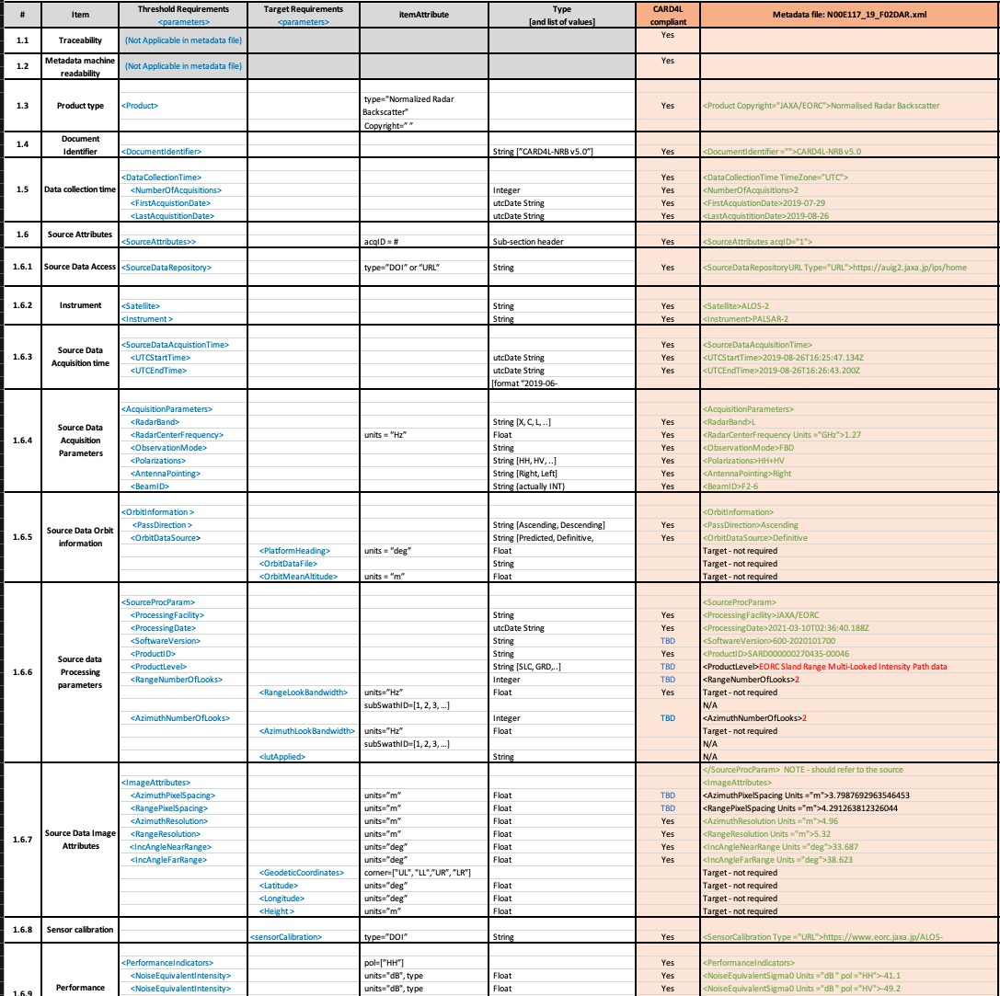 # Item Threshold Requirements <parameters> Target Requirements <parameters> itemAttribute Type [and list of values] CARD4L compliant Metadata file: N00E117_19_F02DAR.xml
1.1 Traceability (Not Applicable in metadata file) Yes
1.2 Metadata machine readability (Not Applicable in metadata file) Yes
1.3 Product type <Product> type="Normalized Radar Backscatter" Copyright=" " Yes <Product Copyright="JAXA/EORC">Normalised Radar Backscatter
1.4 Document Identifier <DocumentIdentifier> String ["CARD4L-NRB v5.0"] Yes <DocumentIdentifier ="">CARD4L-NRB v5.0
1.5 Data collection time
<DataCollectionTime> Yes <DataCollectionTime TimeZone="UTC">
<NumberOfAcquisitions> Integer Yes <NumberOfAcquisitions>2
<FirstAcquistionDate> utcDate String Yes <FirstAcquistionDate>2019-07-29
<LastAcquistitionDate> utcDate String Yes <LastAcquistitionDate>2019-08-26
1.6 Source Attributes <SourceAttributes>> acqID = # Sub-section header Yes <SourceAttributes acqID="1">
1.6.1 Source Data Access <SourceDataRepository> type="DOI" or "URL" String Yes <SourceDataRepositoryURL Type="URL">https://auig2.jaxa.jp/ips/home
1.6.2 Instrument
<Satellite> String Yes <Satellite>ALOS-2
<Instrument > String Yes <Instrument>PALSAR-2
1.6.3 Source Data Acquisition time
<SourceDataAcquistionTime> Yes <SourceDataAcquistionTime>
<UTCStartTime> utcDate String Yes <UTCStartTime>2019-08-26T16:25:47.134Z
<UTCEndTime> utcDate String Yes <UTCEndTime>2019-08-26T16:26:43.200Z
[format "2019-06-
1.6.4 Source Data Acquisition Parameters
<AcquisitionParameters> <AcquisitionParameters>
<RadarBand> String [X, C, L, ..] Yes <RadarBand>L
<RadarCenterFrequency> units = "Hz" Float Yes <RadarCenterFrequency Units ="GHz">1.27
<ObservationMode> String Yes <ObservationMode>FBD
<Polarizations> String [HH, HV, ..] Yes <Polarizations>HH+HV
<AntennaPointing> String [Right, Left] Yes <AntennaPointing>Right
<BeamID> String (actually INT) Yes <BeamID>F2-6
1.6.5 Source Data Orbit information
<OrbitInformation > <OrbitInformation>
<PassDirection > String [Ascending, Descending] Yes <PassDirection>Ascending
<OrbitDataSource> String [Predicted, Definitive, Yes <OrbitDataSource>Definitive
<PlatformHeading> units = "deg" Float Target - not required
<OrbitDataFile> String Target - not required
<OrbitMeanAltitude> units = "m" Float Target - not required
1.6.6 Source data Processing parameters
<SourceProcParam> <SourceProcParam>
<ProcessingFacility> String Yes <ProcessingFacility>JAXA/EORC
<ProcessingDate> utcDate String Yes <ProcessingDate>2021-03-10T02:36:40.188Z
<SoftwareVersion> String TBD <SoftwareVersion>600-2020101700
<ProductID> String Yes <ProductID>SARD000000270435-00046
<ProductLevel> String [SLC, GRD,..] TBD <ProductLevel>EORC Sland Range Multi-Looked Intensity Path data
<RangeNumberOfLooks> Integer TBD <RangeNumberOfLooks>2
<RangeLookBandwidth> units="Hz" Float Yes Target - not required
subSwathID=[1, 2, 3, ...] N/A
<AzimuthNumberOfLooks> Integer TBD <AzimuthNumberOfLooks>2
<AzimuthLookBandwidth> units="Hz" Float Target - not required
subSwathID=[1, 2, 3, ...] N/A
<lutApplied> String N/A
1.6.7 Source Data Image Attributes
</SourceProcParam> NOTE - should refer to the source
<ImageAttributes> <ImageAttributes>
<AzimuthPixelSpacing> units="m" Float TBD <AzimuthPixelSpacing Units ="m">3.7987692963546453
<RangePixelSpacing> units="m" Float TBD <RangePixelSpacing Units ="m">4.291263812326044
<AzimuthResolution> units="m" Float Yes <AzimuthResolution Units ="m">4.96
<RangeResolution> units="m" Float Yes <RangeResolution Units ="m">5.32
<IncAngleNearRange> units="deg" Float Yes <IncAngleNearRange Units ="deg">33.687
<IncAngleFarRange> units="deg" Float Yes <IncAngleFarRange Units ="deg">38.623
<GeodeticCoordinates> corner=["UL", "LL","UR", "LR"] Target - not required
<Latitude> units="deg" Float Target - not required
<Longitude> units="deg" Float Target - not required
<Height > units="m" Float Target - not required
1.6.8 Sensor calibration <sensorCalibration> type="DOI" String Yes <SensorCalibration Type ="URL">https://www.eorc.jaxa.jp/ALOS-
1.6.9 Performance
<PerformanceIndicators> pol=["HH"] Yes <PerformanceIndicators>
<NoiseEquivalentIntensity> units="dB", type Float Yes <NoiseEquivalentSigma0 Units ="dB " pol ="HH">-41.1
<NoiseEquivalentIntensity> units="dB", type Float Yes <NoiseEquivalentSigma0 Units ="dB " pol ="HV">-49.2